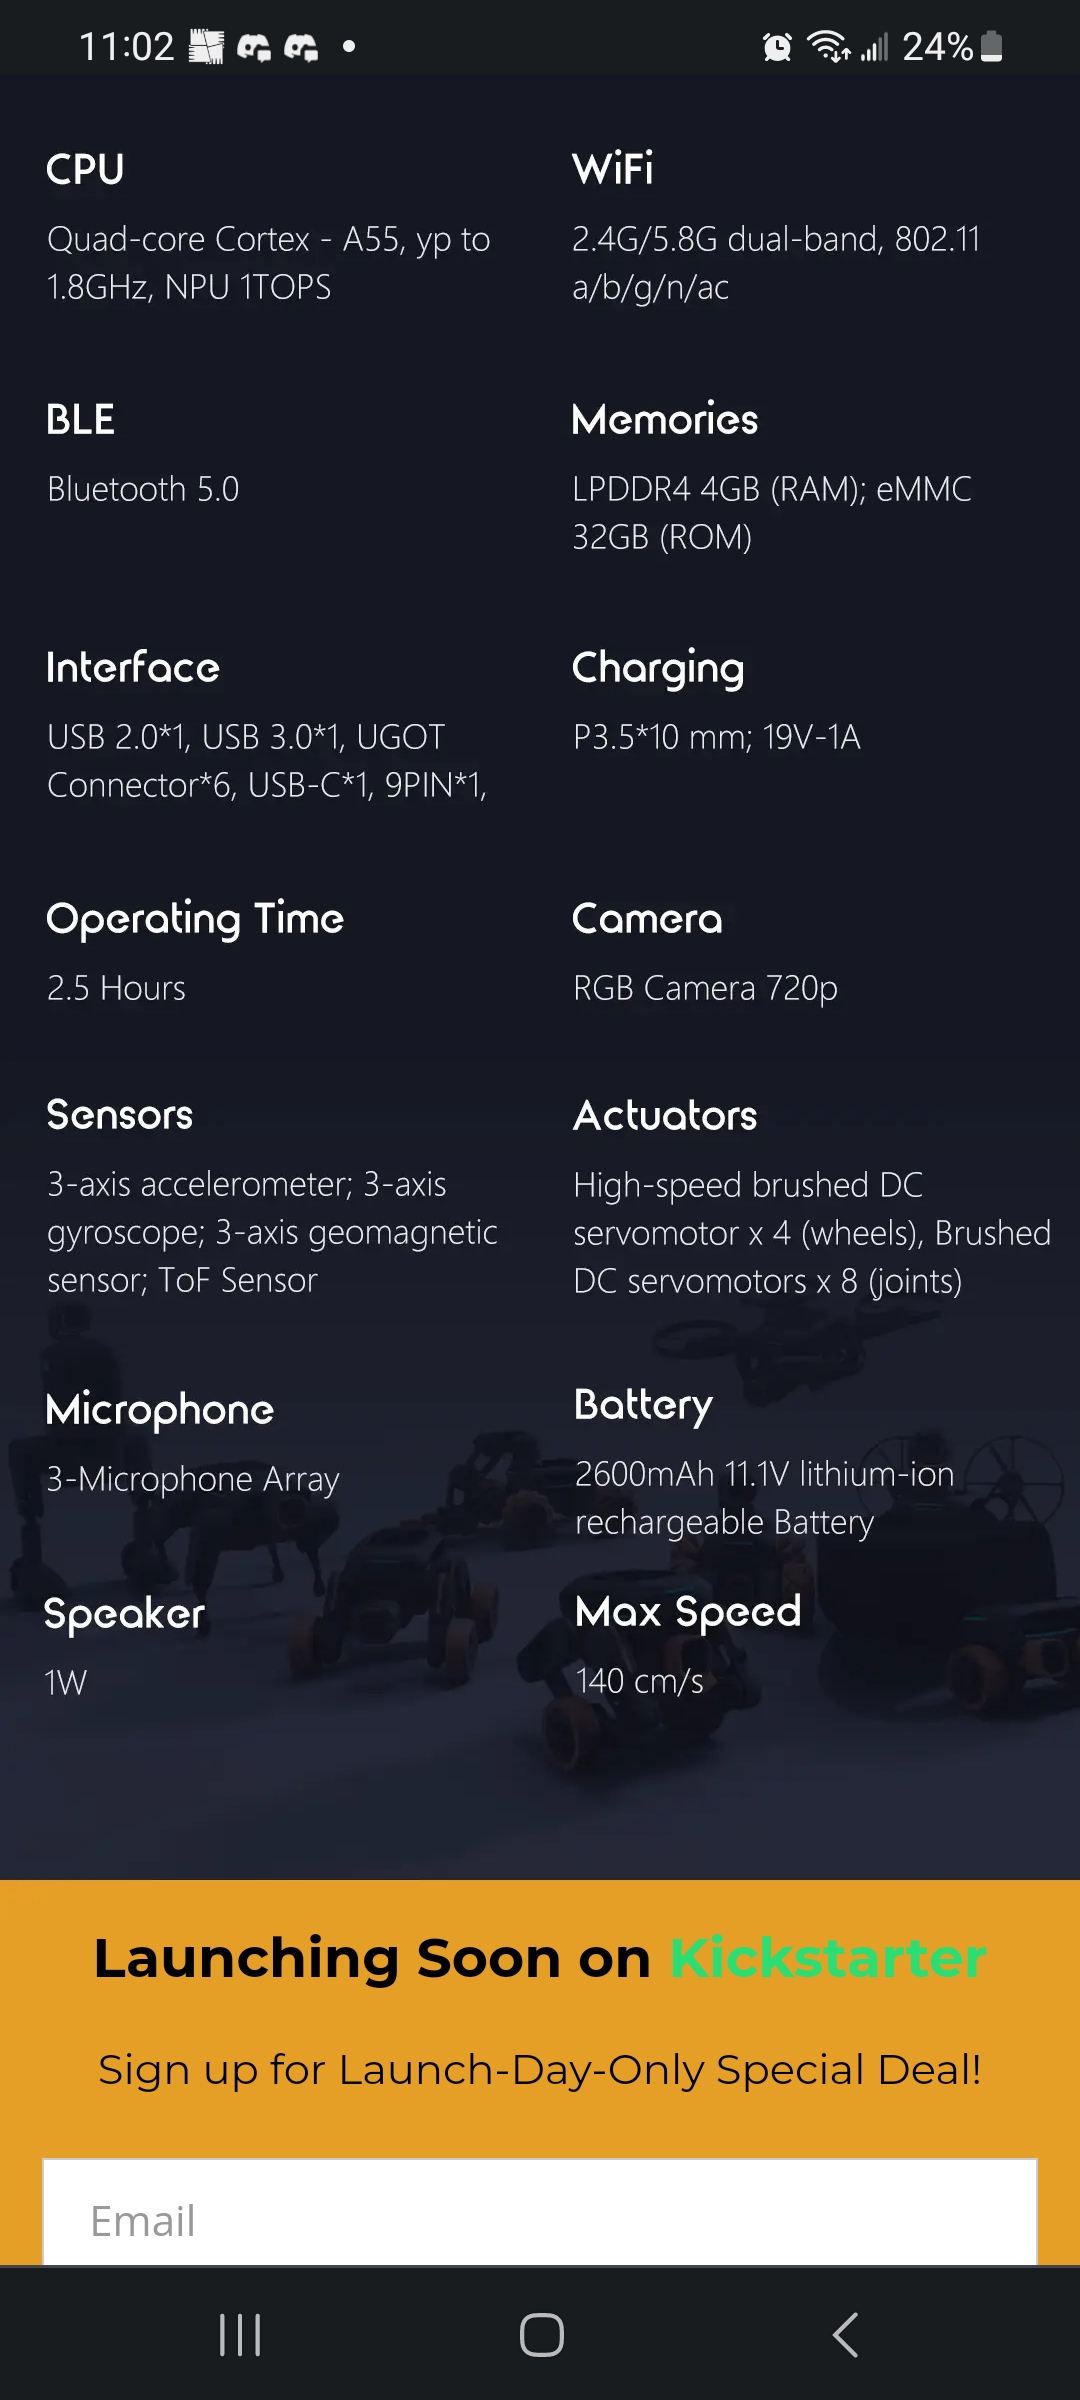 11:02
24%
CPU
Quad-core Cortex - A55, yp to
1.8GHz, NPU 1TOPS
WiFi
2.4G/5.8G dual-band, 802.11
a/b/g/n/ac
BLE
Bluetooth 5.0
Memories
LPDDR4 4GB (RAM); eMMC
32GB (ROM)
Interface
USB 2.0*1, USB 3.0*1, UGOT
Connector*6, USB-C*1, 9PIN*1,
Charging
P3.5*10 mm; 19V-1A
Operating Time
2.5 Hours
Camera
RGB Camera 720p
Sensors
3-axis accelerometer; 3-axis
gyroscope; 3-axis geomagnetic
sensor; ToF Sensor
Actuators
High-speed brushed DC
servomotor x 4 (wheels), Brushed
DC servomotors x 8 (joints)
Microphone
3-Microphone Array
Battery
2600mAh 11.1V lithium-ion
rechargeable Battery
Speaker
1W
Max Speed
140 cm/s
Launching Soon on Kickstarter
Sign up for Launch-Day-Only Special Deal!
Email